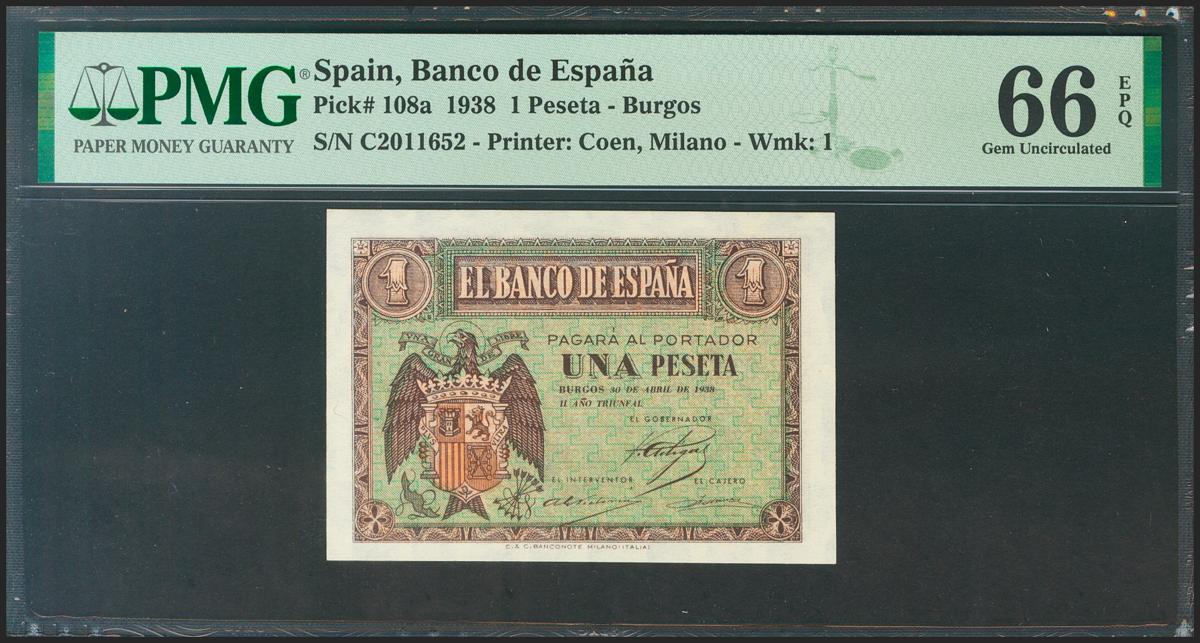 PMG®
PAPER MONEY GUARANTY
Spain, Banco de España
Pick# 108a 1938 1 Peseta - Burgos
S/N C2011652 - Printer: Coen, Milano - Wmk: 1
66
EPQ
Gem Uncirculated
1
EL BANCO DE ESPAÑA
1
UNA GRANDE LIBRE
PAGARÁ AL PORTADOR
UNA PESETA
BURGOS 30 DE ABRIL DE 1938
II AÑO TRIUNFAL
EL GOBERNADOR
EL INTERVENTOR
EL CAJERO
C. & C. BANCONOTE MILANO (ITALIA)